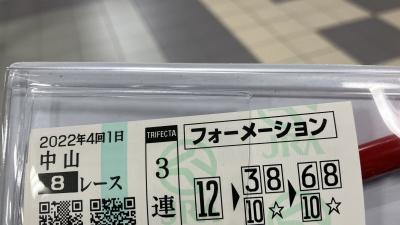 2022年4回1日
中山
8レース
TRIFECTA
3連
フォーメーション
12▶38▶68
10☆ 10☆
JRA